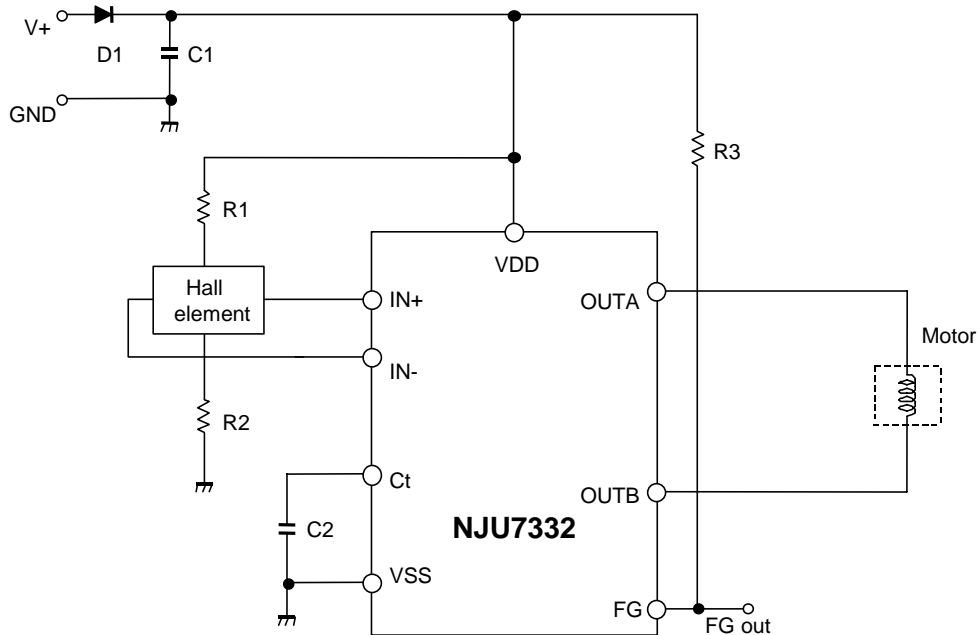 V+
D1
C1
GND
R3
R1
VDD
Hall
element
IN+
OUTA
Motor
IN-
R2
Ct
OUTB
C2
NJU7332
VSS
FG
FG out